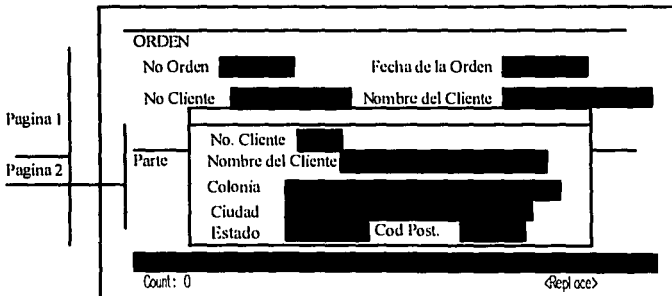 ORDEN
No Orden Fecha de la Orden
No Cliente Nombre del Cliente
Pagina 1
No. Cliente
Parte Nombre del Cliente
Pagina 2
Colonia
Ciudad
Estado Cod Post.
Count: 0 <Replace>